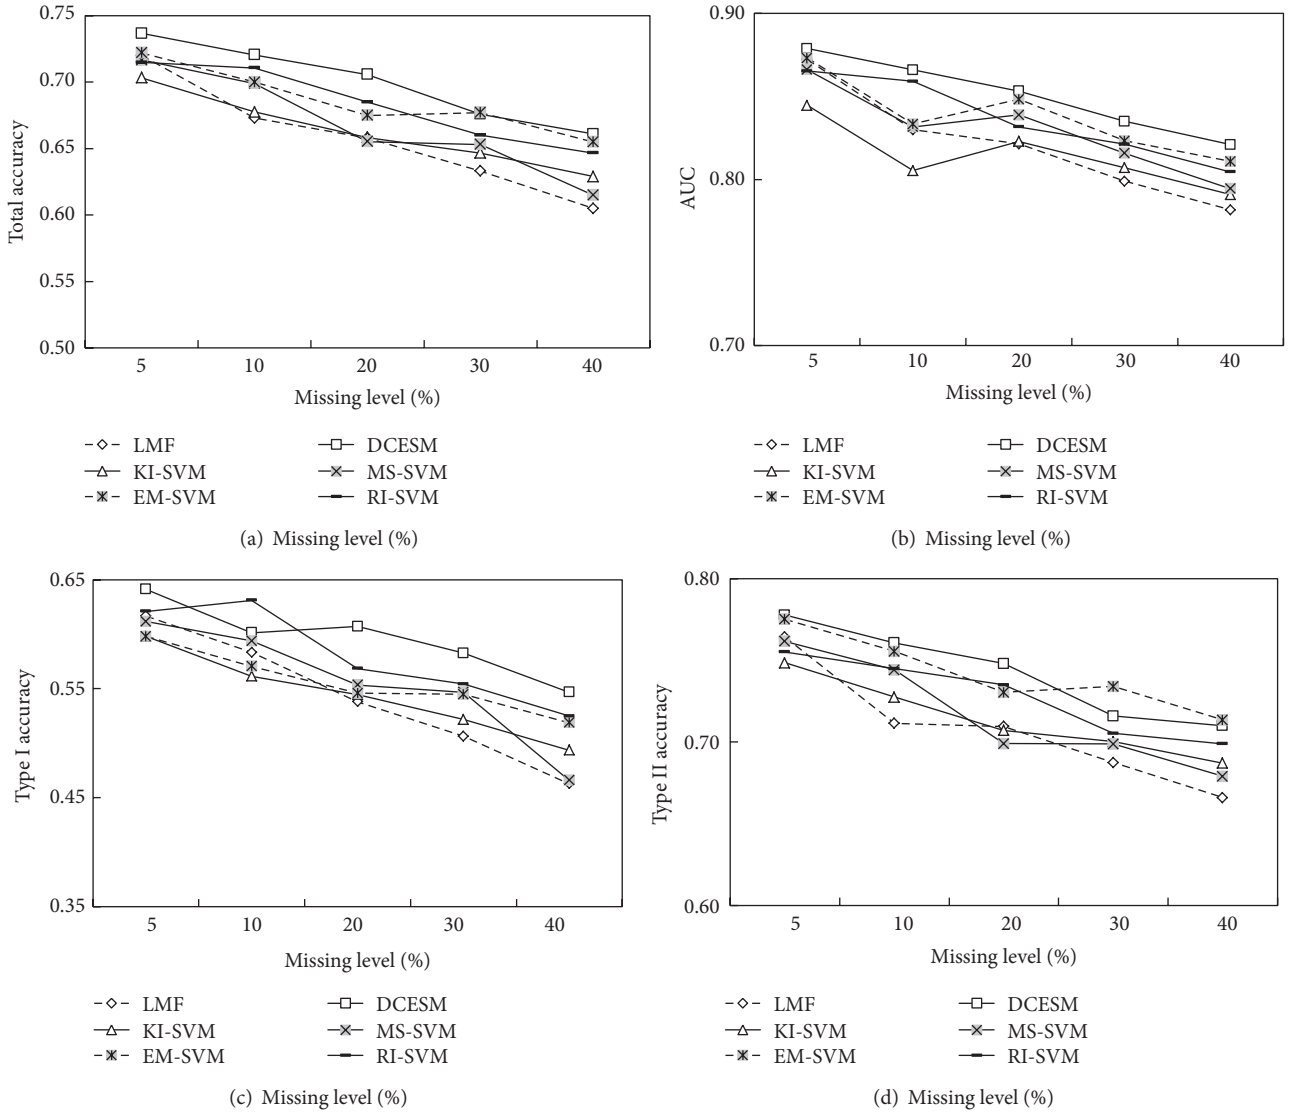 0.75
0.70
0.65
0.60
0.55
0.50
Total accuracy
5 10 20 30 40
Missing level (%)
LMF DCESM
KI-SVM MS-SVM
EM-SVM RI-SVM
(a) Missing level (%)
0.90
0.80
0.70
AUC
5 10 20 30 40
Missing level (%)
LMF DCESM
KI-SVM MS-SVM
EM-SVM RI-SVM
(b) Missing level (%)
0.65
0.55
0.45
0.35
Type I accuracy
5 10 20 30 40
Missing level (%)
LMF DCESM
KI-SVM MS-SVM
EM-SVM RI-SVM
(c) Missing level (%)
0.80
0.70
0.60
Type II accuracy
5 10 20 30 40
Missing level (%)
LMF DCESM
KI-SVM MS-SVM
EM-SVM RI-SVM
(d) Missing level (%)